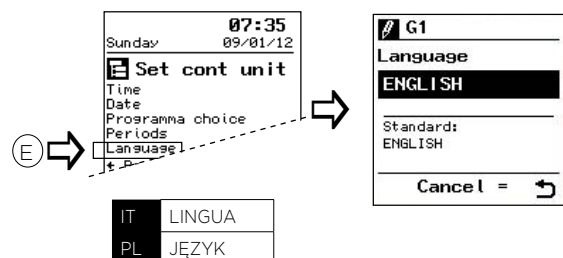 07:35
Sunday 09/01/12
Set cont unit
Time
Date
Programma choice
Periods
Language
E
G1
Language
ENGLISH
Standard:
ENGLISH
Cancel =
IT LINGUA
PL JĘZYK